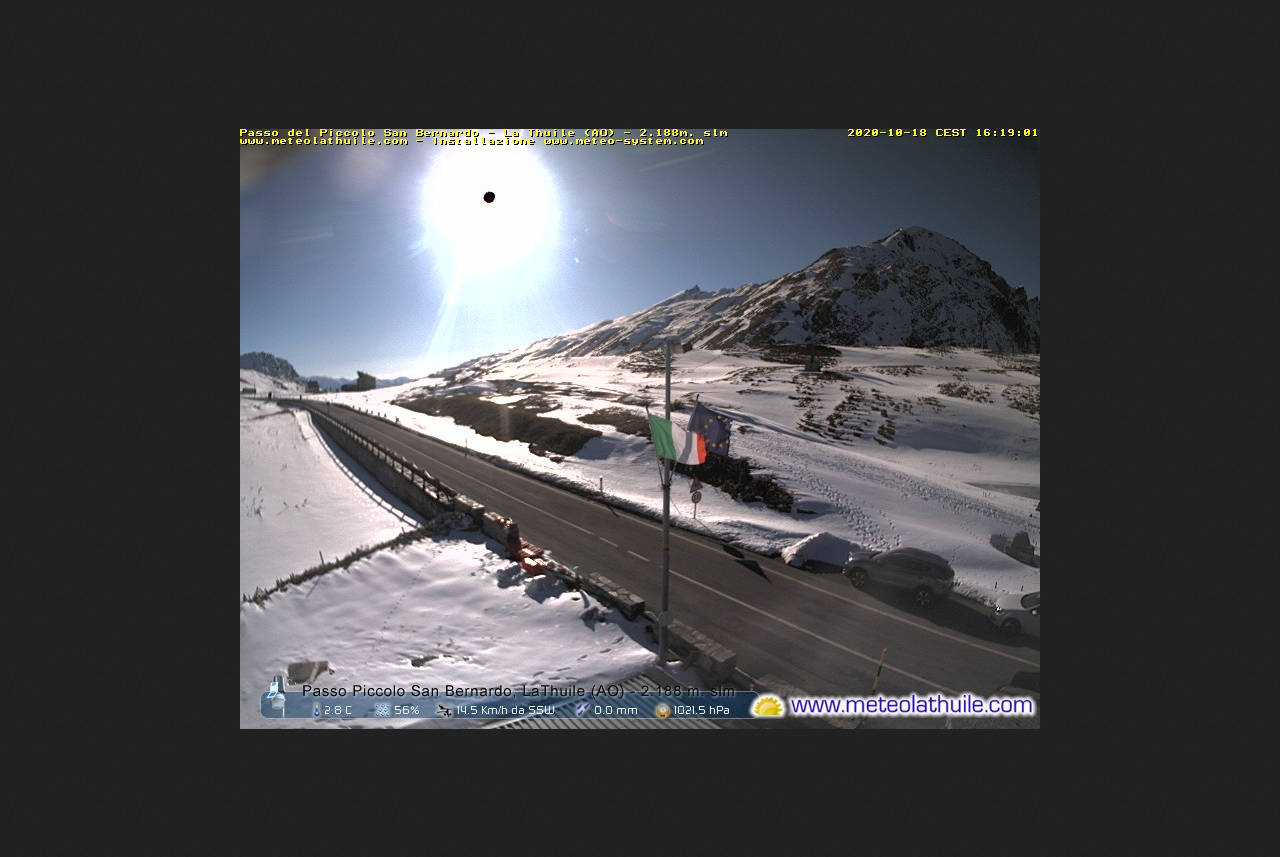 Passo del Piccolo San Bernardo - La Thuile (AO) - 2.188m. slm
2020-10-18 CEST 16:19:01
www.meteolathuile.com - Installazione www.meteo-system.com
Passo Piccolo San Bernardo, LaThuile (AO) - 2.188 m. slm
2.8 C 56% 14.5 Km/h da SSW 0.0 mm 1021.5 hPa
www.meteolathuile.com